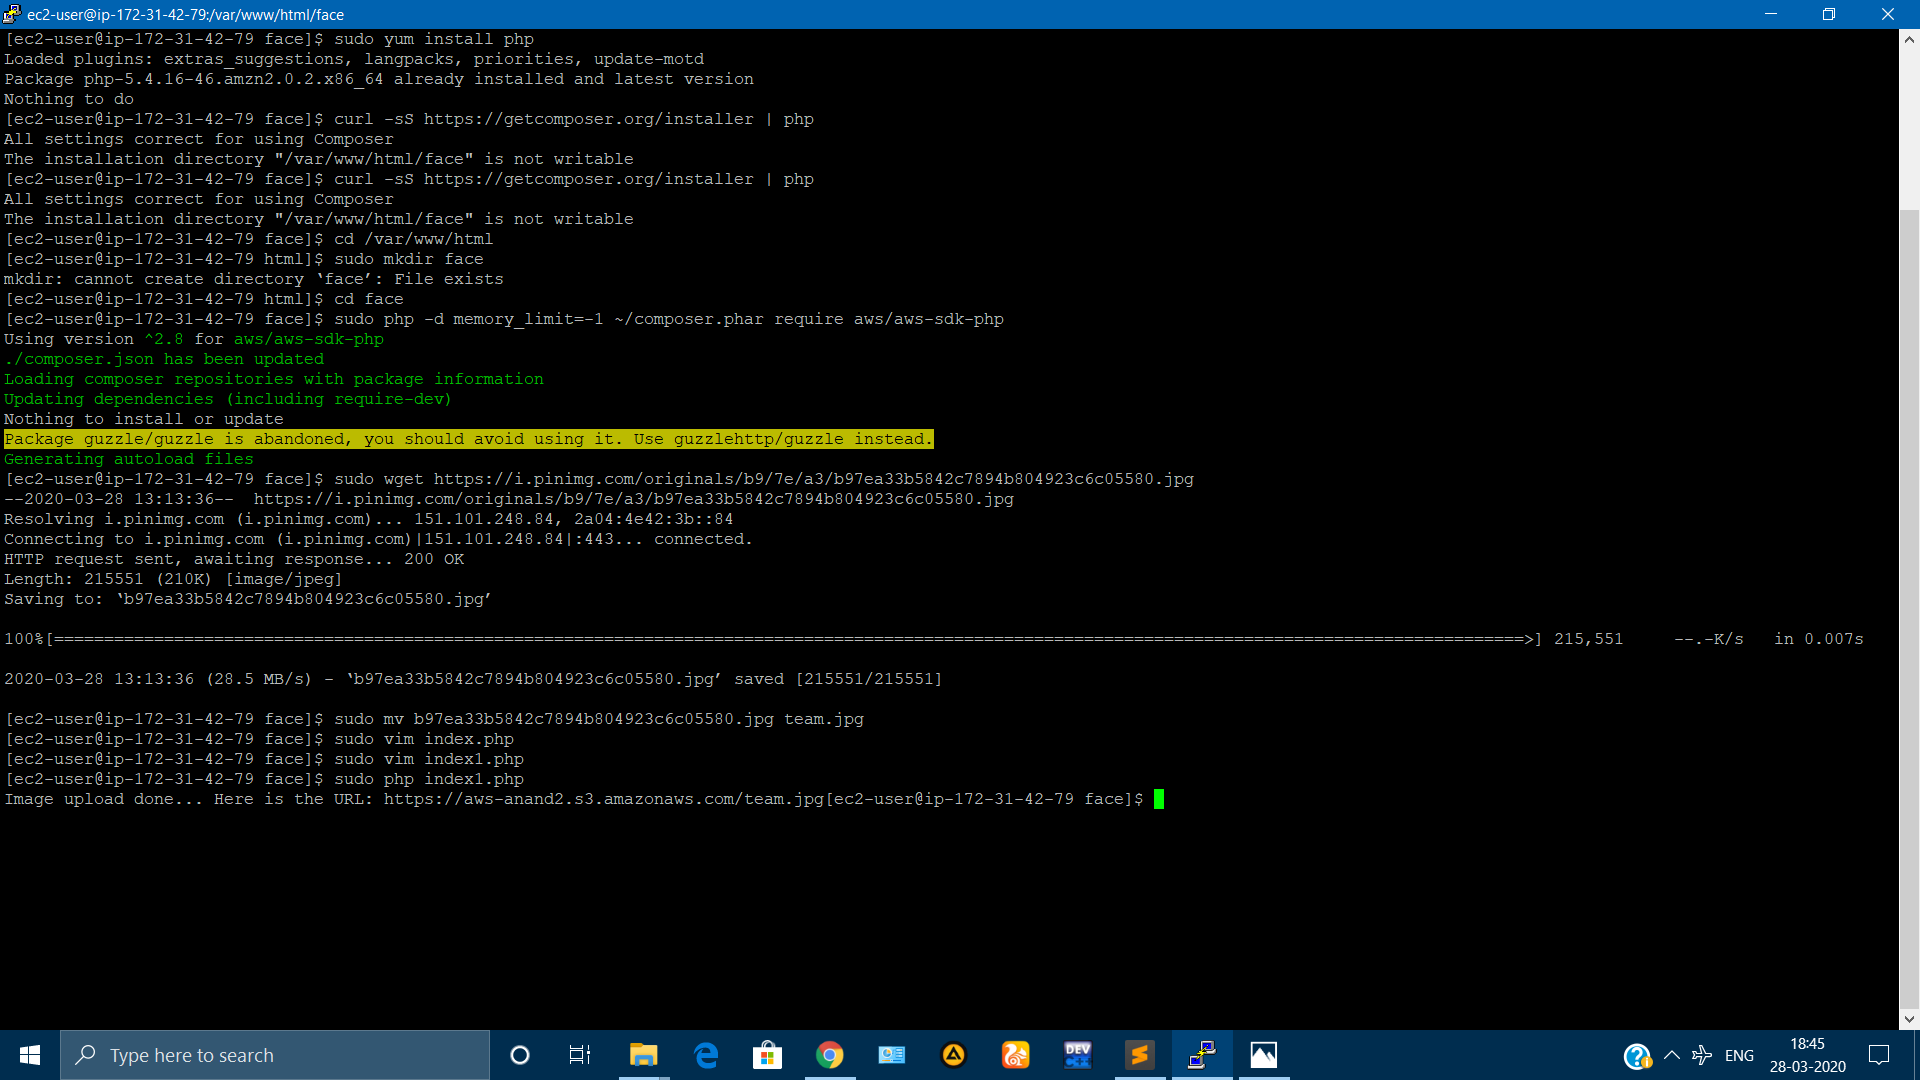 ec2-user@ip-172-31-42-79:/var/www/html/face
[ec2-user@ip-172-31-42-79 face]$ sudo yum install php
Loaded plugins: extras_suggestions, langpacks, priorities, update-motd
Package php-5.4.16-46.amzn2.0.2.x86_64 already installed and latest version
Nothing to do
[ec2-user@ip-172-31-42-79 face]$ curl -sS https://getcomposer.org/installer | php
All settings correct for using Composer
The installation directory "/var/www/html/face" is not writable
[ec2-user@ip-172-31-42-79 face]$ curl -sS https://getcomposer.org/installer | php
All settings correct for using Composer
The installation directory "/var/www/html/face" is not writable
[ec2-user@ip-172-31-42-79 face]$ cd /var/www/html
[ec2-user@ip-172-31-42-79 html]$ sudo mkdir face
mkdir: cannot create directory ‘face’: File exists
[ec2-user@ip-172-31-42-79 html]$ cd face
[ec2-user@ip-172-31-42-79 face]$ sudo php -d memory_limit=-1 ~/composer.phar require aws/aws-sdk-php
Using version ^2.8 for aws/aws-sdk-php
./composer.json has been updated
Loading composer repositories with package information
Updating dependencies (including require-dev)
Nothing to install or update
Package guzzle/guzzle is abandoned, you should avoid using it. Use guzzlehttp/guzzle instead.
Generating autoload files
[ec2-user@ip-172-31-42-79 face]$ sudo wget https://i.pinimg.com/originals/b9/7e/a3/b97ea33b5842c7894b804923c6c05580.jpg
--2020-03-28 13:13:36--  https://i.pinimg.com/originals/b9/7e/a3/b97ea33b5842c7894b804923c6c05580.jpg
Resolving i.pinimg.com (i.pinimg.com)... 151.101.248.84, 2a04:4e42:3b::84
Connecting to i.pinimg.com (i.pinimg.com)|151.101.248.84|:443... connected.
HTTP request sent, awaiting response... 200 OK
Length: 215551 (210K) [image/jpeg]
Saving to: ‘b97ea33b5842c7894b804923c6c05580.jpg’
100%[===================================================================================================================================================>] 215,551     --.-K/s   in 0.007s
2020-03-28 13:13:36 (28.5 MB/s) - ‘b97ea33b5842c7894b804923c6c05580.jpg’ saved [215551/215551]
[ec2-user@ip-172-31-42-79 face]$ sudo mv b97ea33b5842c7894b804923c6c05580.jpg team.jpg
[ec2-user@ip-172-31-42-79 face]$ sudo vim index.php
[ec2-user@ip-172-31-42-79 face]$ sudo vim index1.php
[ec2-user@ip-172-31-42-79 face]$ sudo php index1.php
Image upload done... Here is the URL: https://aws-anand2.s3.amazonaws.com/team.jpg[ec2-user@ip-172-31-42-79 face]$
Type here to search
DEV
C++
ENG
18:45
28-03-2020